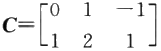 C = [0 1 -1
1 2 1]